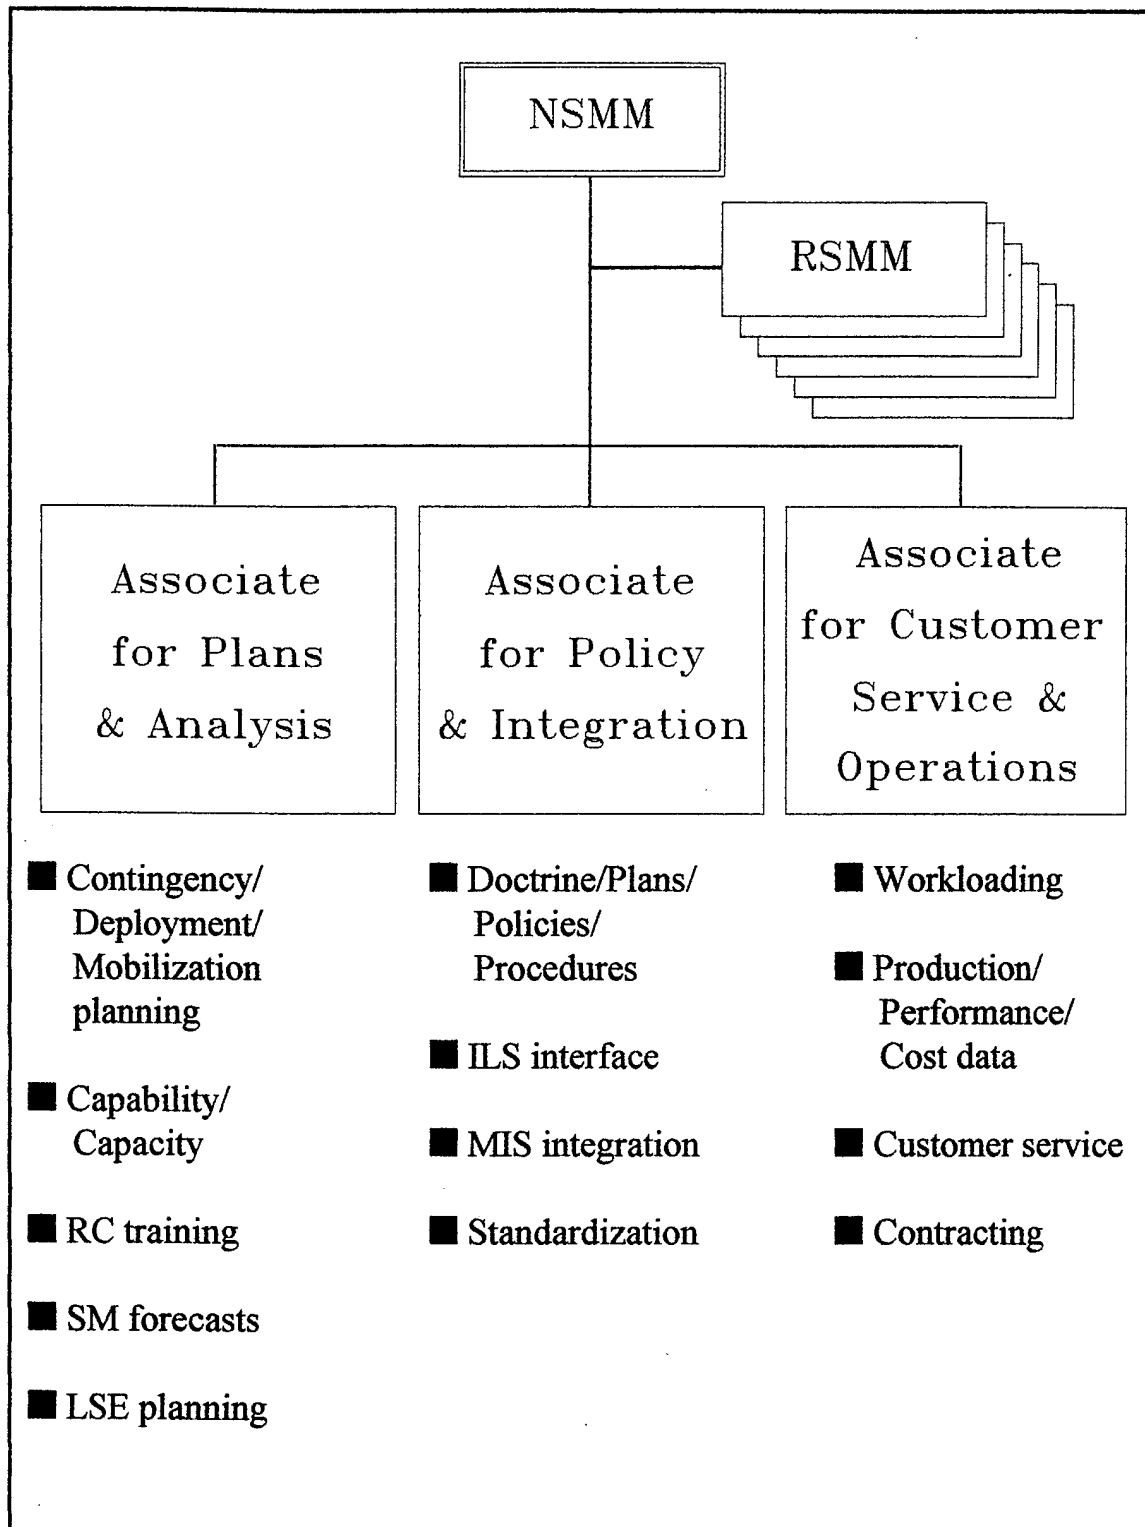 NSMM
RSMM
Associate
for Plans
& Analysis
Associate
for Policy
& Integration
Associate
for Customer
Service &
Operations
■ Contingency/
Deployment/
Mobilization
planning
■ Capability/
Capacity
■ RC training
■ SM forecasts
■ LSE planning
■ Doctrine/Plans/
Policies/
Procedures
■ ILS interface
■ MIS integration
■ Standardization
■ Workloading
■ Production/
Performance/
Cost data
■ Customer service
■ Contracting